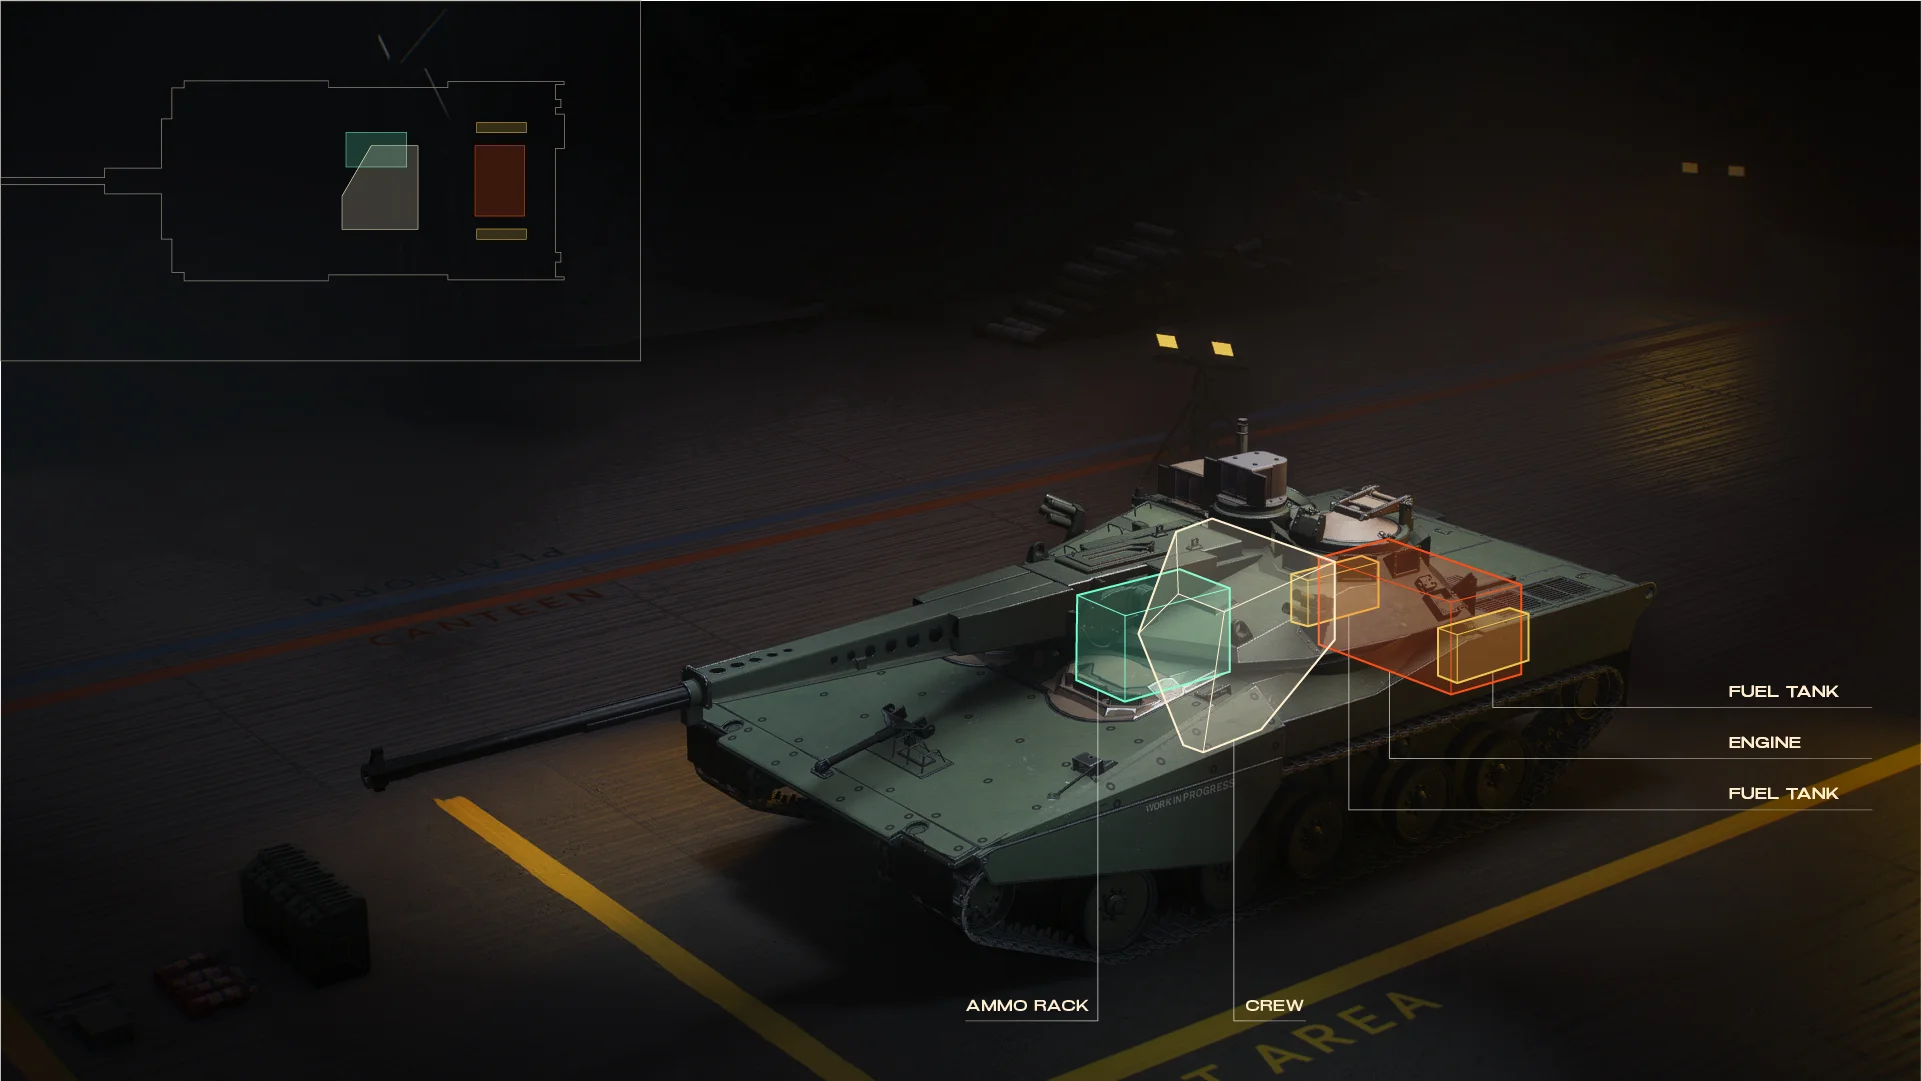 PLATFORM
CANTEEN
FUEL TANK
ENGINE
FUEL TANK
WORK IN PROGRESS
AMMO RACK
CREW
T AREA